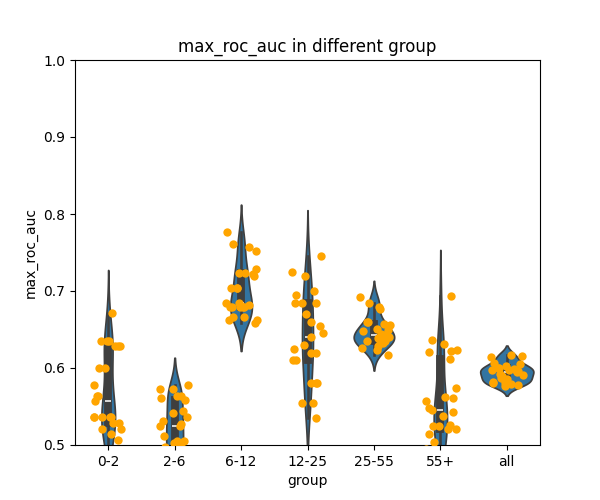 max_roc_auc in different group
1.0
0.9
0.8
0.7
0.6
0.5
max_roc_auc
0-2 2-6 6-12 12-25 25-55 55+ all
group